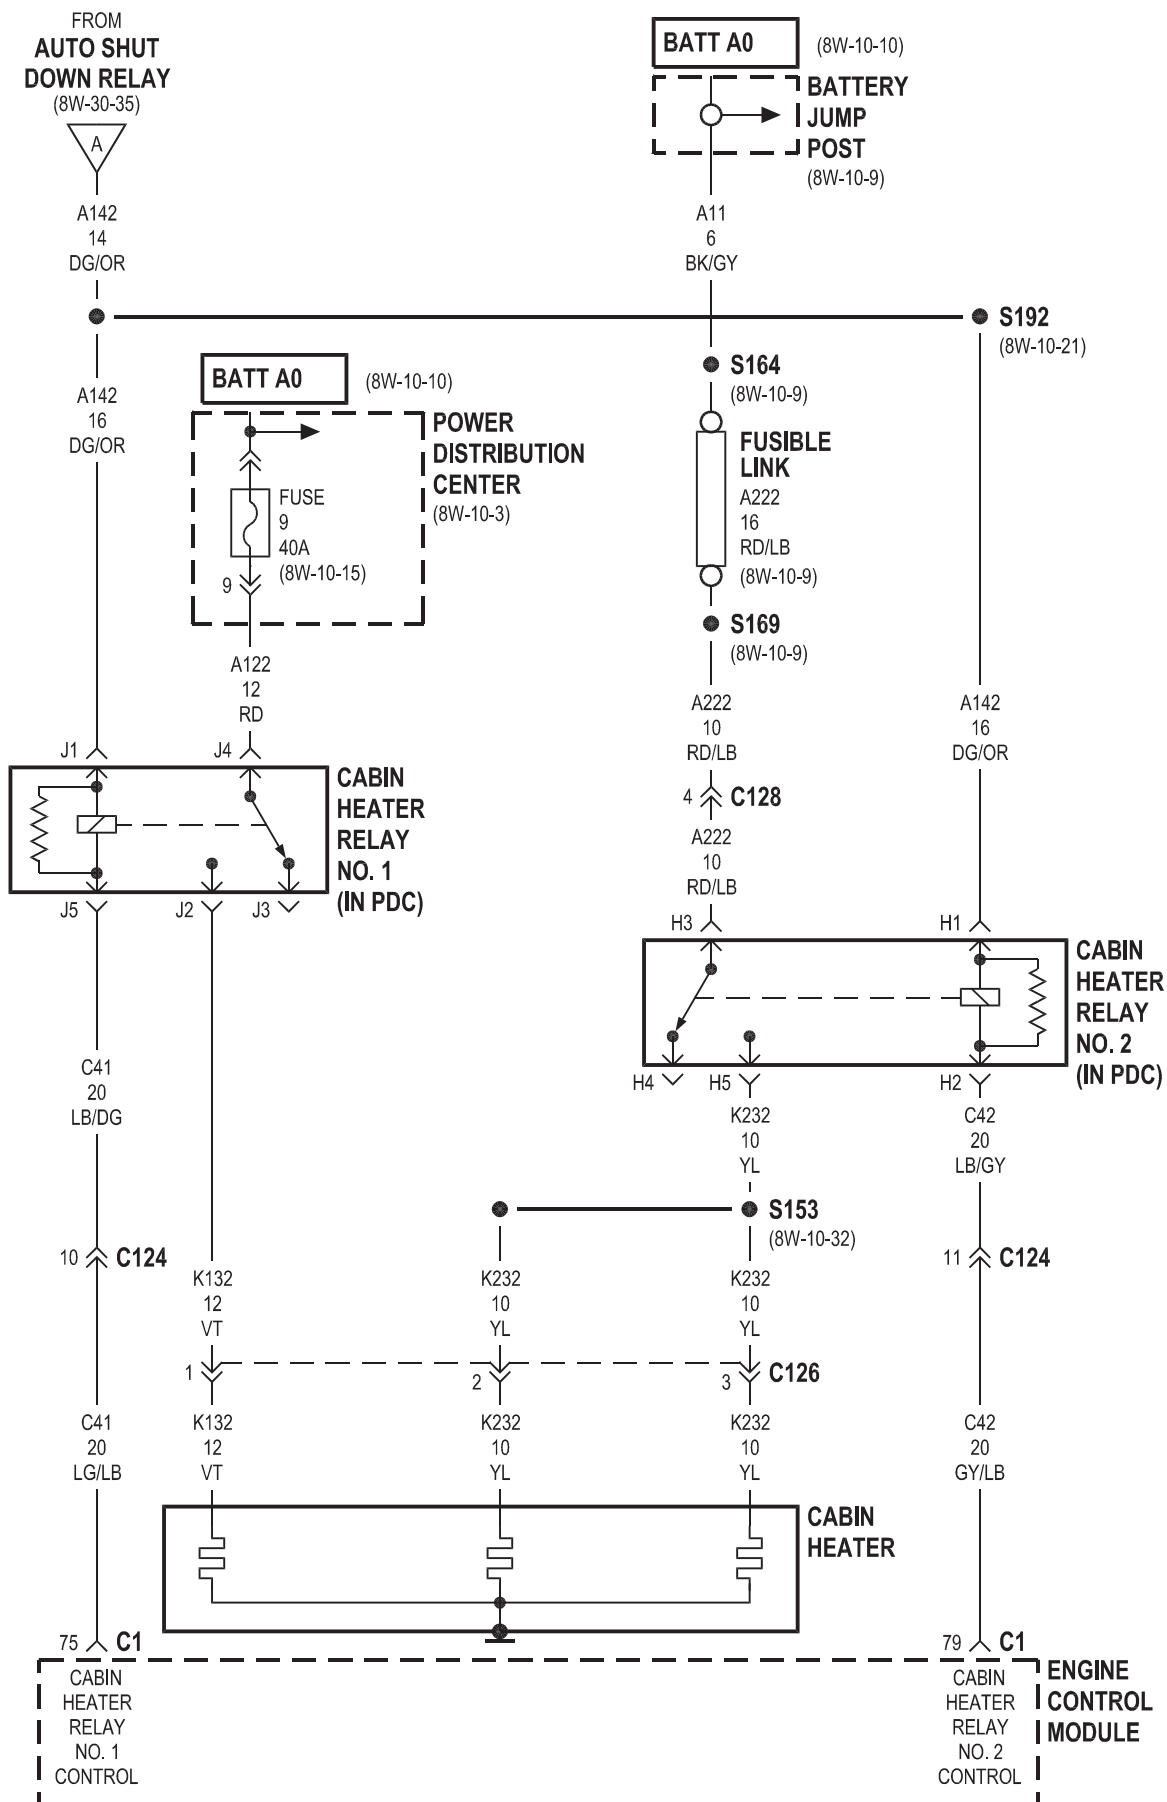 FROM
AUTO SHUT
DOWN RELAY
(8W-30-35)
A
A142
14
DG/OR
BATT A0
(8W-10-10)
BATTERY
JUMP
POST
(8W-10-9)
A11
6
BK/GY
S192
(8W-10-21)
A142
16
DG/OR
BATT A0
(8W-10-10)
POWER
DISTRIBUTION
CENTER
(8W-10-3)
FUSE
9
40A
(8W-10-15)
9
A122
12
RD
S164
(8W-10-9)
FUSIBLE
LINK
A222
16
RD/LB
(8W-10-9)
S169
(8W-10-9)
A222
10
RD/LB
A142
16
DG/OR
4
C128
A222
10
RD/LB
J1
J4
CABIN
HEATER
RELAY
NO. 1
(IN PDC)
J5
J2
J3
H3
H1
CABIN
HEATER
RELAY
NO. 2
(IN PDC)
H4
H5
H2
C41
20
LB/DG
K232
10
YL
C42
20
LB/GY
S153
(8W-10-32)
10
C124
11
C124
K132
12
VT
K232
10
YL
K232
10
YL
1
2
3
C126
C41
20
LG/LB
K132
12
VT
K232
10
YL
K232
10
YL
C42
20
GY/LB
CABIN
HEATER
75
C1
79
C1
CABIN
HEATER
RELAY
NO. 1
CONTROL
CABIN
HEATER
RELAY
NO. 2
CONTROL
ENGINE
CONTROL
MODULE